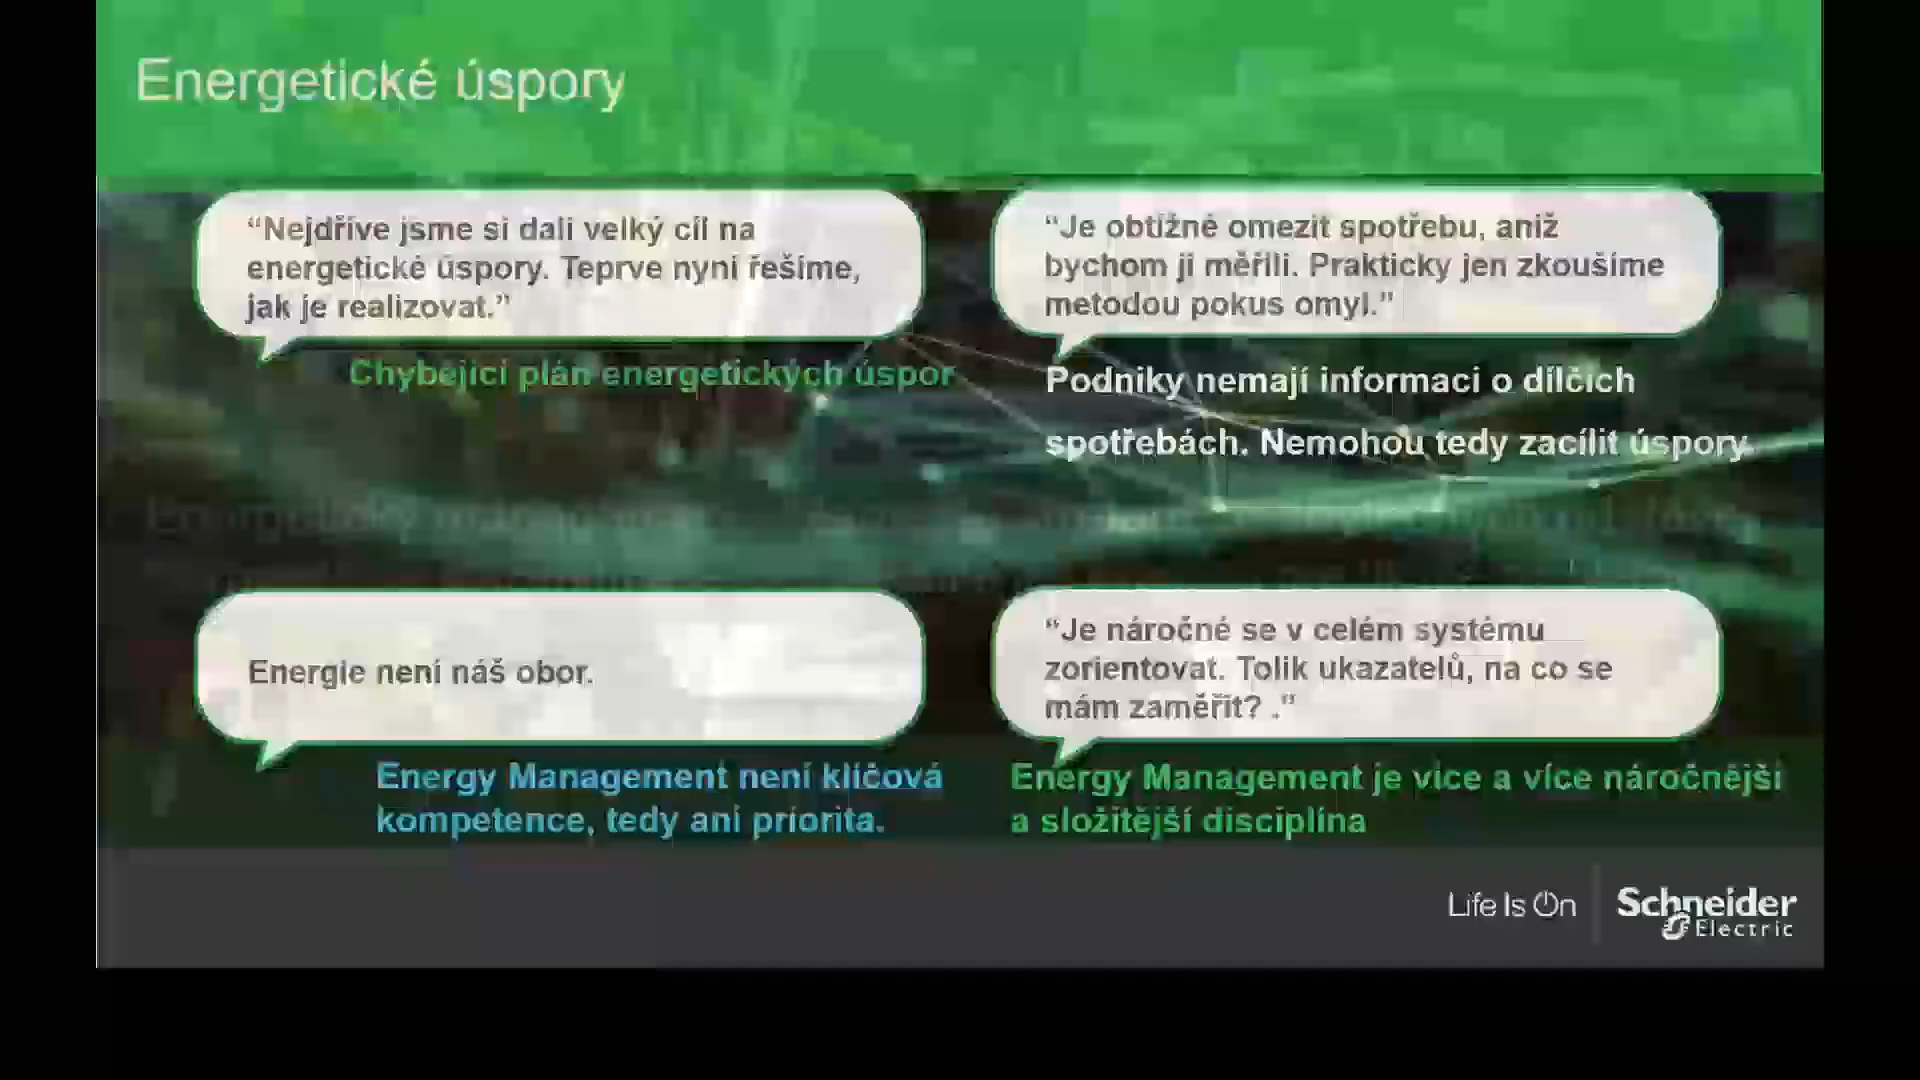 Energetické úspory
“Nejdříve jsme si dali velký cíl na
energetické úspory. Teprve nyní řešíme,
jak je realizovat.”
Chybějící plán energetických úspor
“Je obtížné omezit spotřebu, aniž
bychom ji měřili. Prakticky jen zkoušíme
metodou pokus omyl.”
Podniky nemají informaci o dílčích
spotřebách. Nemohou tedy zacílit úspory.
Energie není náš obor.
Energy Management není klíčová
kompetence, tedy ani priorita.
“Je náročné se v celém systému
zorientovat. Tolik ukazatelů, na co se
mám zaměřit? .”
Energy Management je více a více náročnější
a složitější disciplína
Life Is On
Schneider
Electric